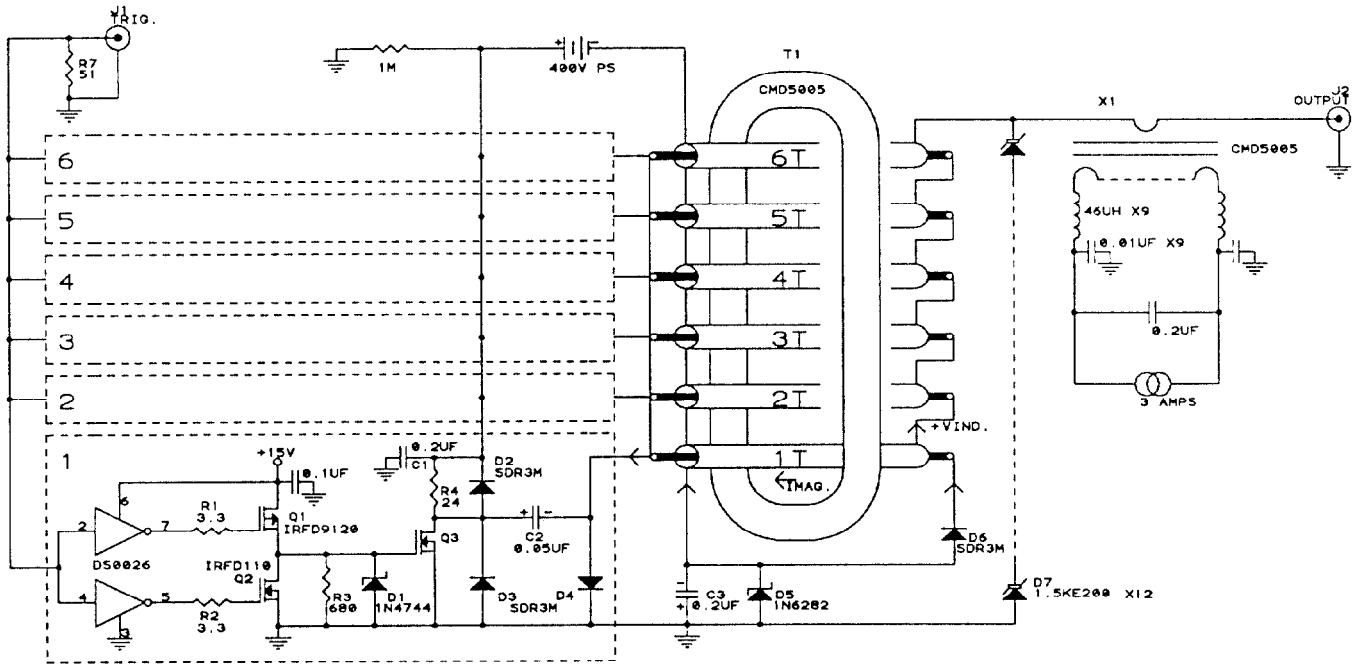 J1
TRIG.
R7
51
1M
400V PS
T1
CMD5005
X1
J2
OUTPUT
CMD5005
46UH X9
0.01UF X9
0.2UF
3 AMPS
6
6T
5
5T
4
4T
3
3T
2
2T
+VIND.
1
1T
IMAG.
+15V
0.1UF
0.2UF
C1
R4
24
D2
SDR3M
6
2
7
R1
3.3
Q1
IRFD9120
DS0026
IRFD110
Q2
4
5
3
R2
3.3
R3
680
D1
1N4744
Q3
+
-
C2
0.05UF
D3
SDR3M
D4
-
+
C3
0.2UF
D5
1N6282
D6
SDR3M
D7
1.5KE200 X12